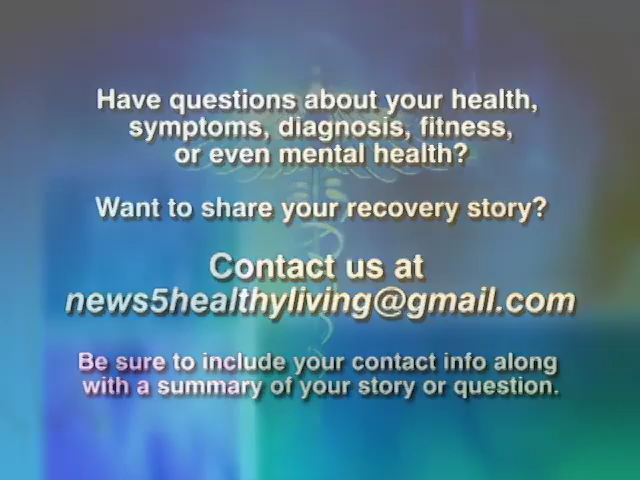 Have questions about your health,
symptoms, diagnosis, fitness,
or even mental health?
Want to share your recovery story?
Contact us at
news5healthyliving@gmail.com
Be sure to include your contact info along
with a summary of your story or question.